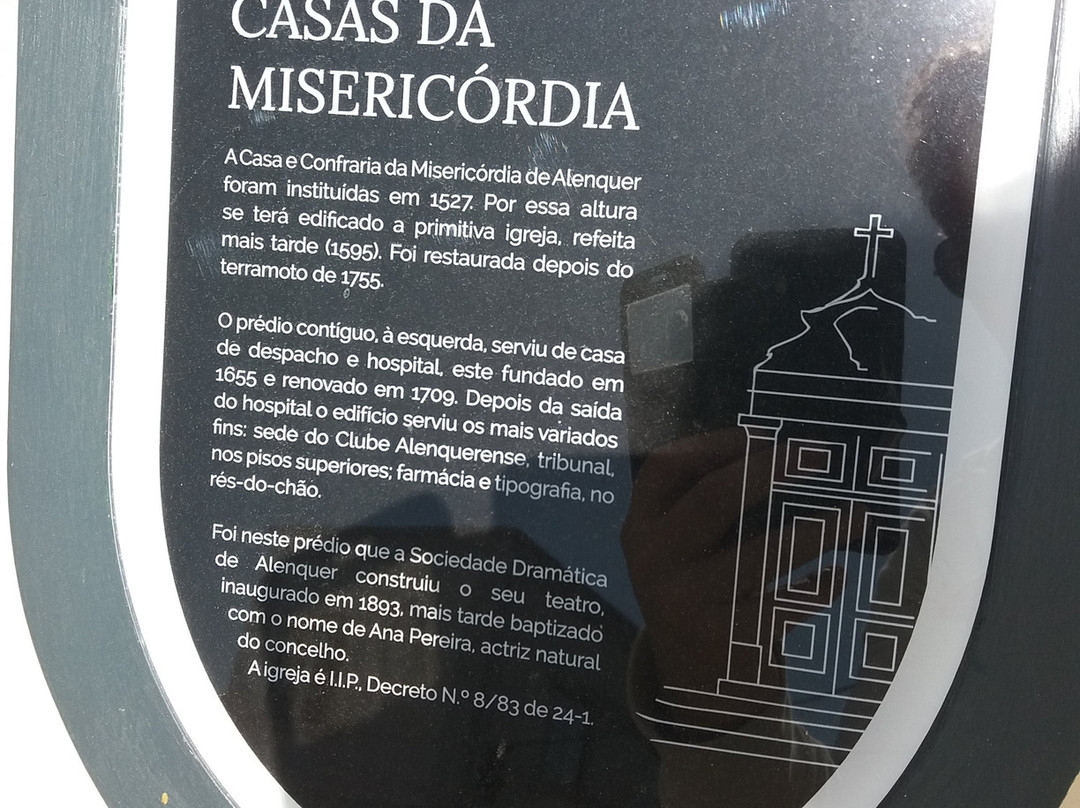 CASAS DA
MISERICÓRDIA
A Casa e Confraria da Misericórdia de Alenquer
foram instituídas em 1527. Por essa altura
se terá edificado a primitiva igreja, refeita
mais tarde (1595). Foi restaurada depois do
terramoto de 1755.
O prédio contíguo, à esquerda, serviu de casa
de despacho e hospital, este fundado em
1655 e renovado em 1709. Depois da saída
do hospital o edifício serviu os mais variados
fins: sede do Clube Alenquerense, tribunal,
nos pisos superiores; farmácia e tipografia, no
rés-do-chão.
Foi neste prédio que a Sociedade Dramática
de Alenquer construiu o seu teatro,
inaugurado em 1893, mais tarde baptizado
com o nome de Ana Pereira, actriz natural
do concelho.
A igreja é I.I.P., Decreto N.º 8/83 de 24-1.